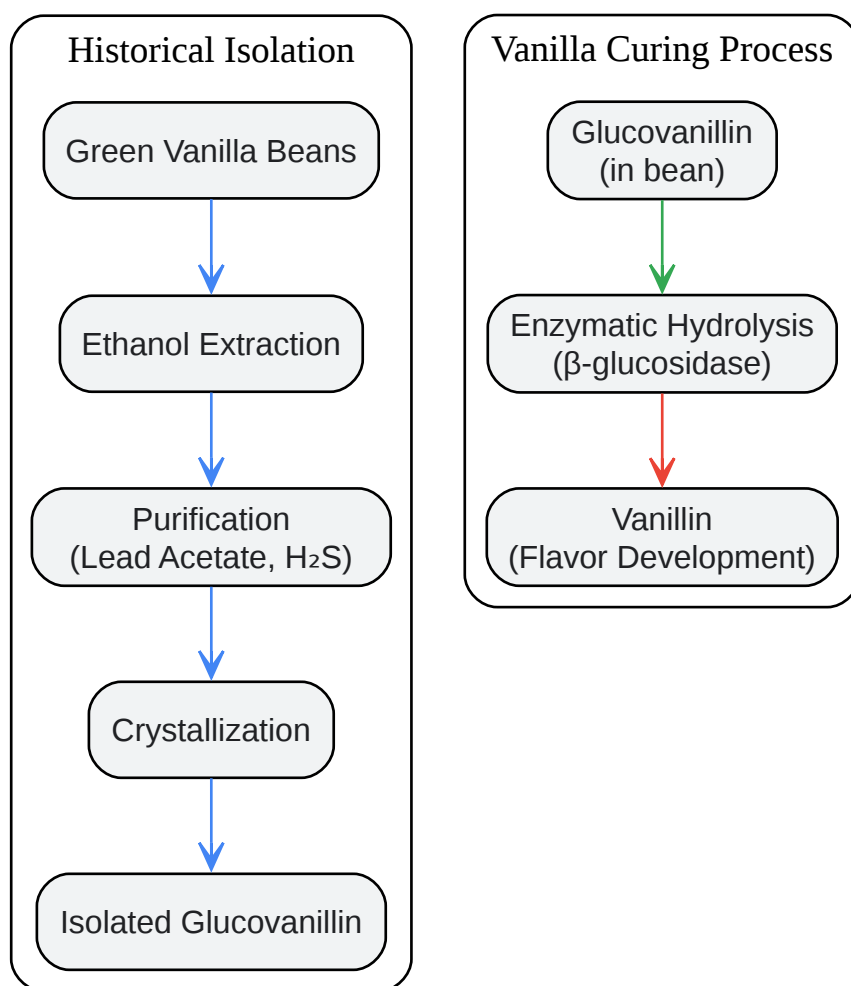 Historical Isolation
Green Vanilla Beans
Ethanol Extraction
Purification
(Lead Acetate, H₂S)
Crystallization
Isolated Glucovanillin
Vanilla Curing Process
Glucovanillin
(in bean)
Enzymatic Hydrolysis
(β-glucosidase)
Vanillin
(Flavor Development)